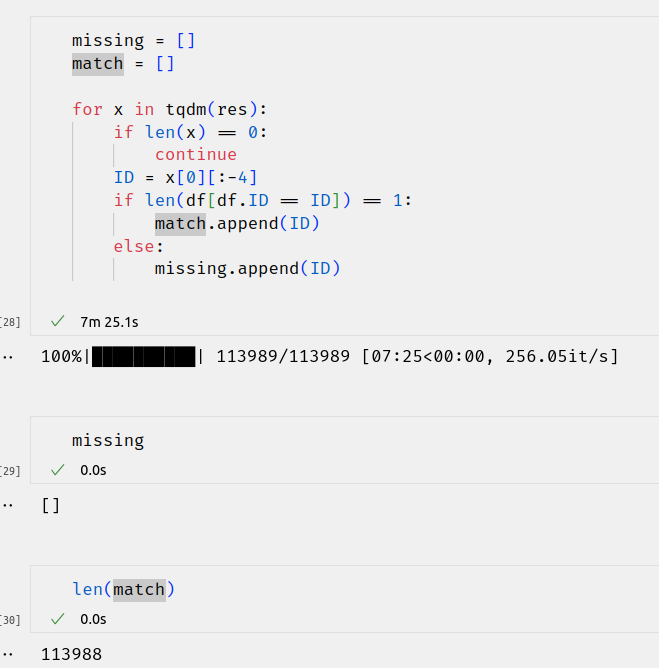 missing = []
match = []
for x in tqdm(res):
if len(x) == 0:
continue
ID = x[0][:-4]
if len(df[df.ID == ID]) == 1:
match.append(ID)
else:
missing.append(ID)
[28]
✓ 7m 25.1s
100%|██████████| 113989/113989 [07:25<00:00, 256.05it/s]
missing
[29]
✓ 0.0s
[]
len(match)
[30]
✓ 0.0s
113988